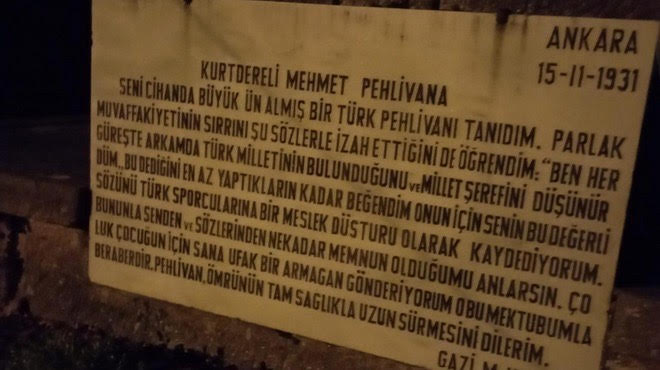 ANKARA
15-11-1931
KURTDERELİ MEHMET PEHLİVANA
SENİ CİHANDA BÜYÜK ÜN ALMIŞ BİR TÜRK PEHLİVANI TANIDIM. PARLAK
MUVAFFAKİYETİNİN SIRRINI ŞU SÖZLERLE İZAH ETTİĞİNİ DE ÖĞRENDİM: "BEN HER
GÜREŞTE ARKAMDA TÜRK MİLLETİNİN BULUNDUĞUNU VE MİLLET ŞEREFİNİ DÜŞÜNÜR
DÜM.. BU DEDİĞİNİ EN AZ YAPTIKLARIN KADAR BEĞENDİM ONUN İÇİN SENİN BU DEĞERLİ
SÖZÜNÜ TÜRK SPORCULARINA BİR MESLEK DÜSTURU OLARAK KAYDEDİYORUM.
BUNUNLA SENDEN VE SÖZLERİNDEN NEKADAR MEMNUN OLDUĞUMU ANLARSIN. ÇO
LUK ÇOCUĞUN İÇİN SANA UFAK BİR ARMAGAN GÖNDERİYORUM O BU MEKTUBUMLA
BERABERDİR. PEHLİVAN, ÖMRÜNÜN TAM SAGLIKLA UZUN SÜRMESİNİ DİLERİM.
GAZİ M.